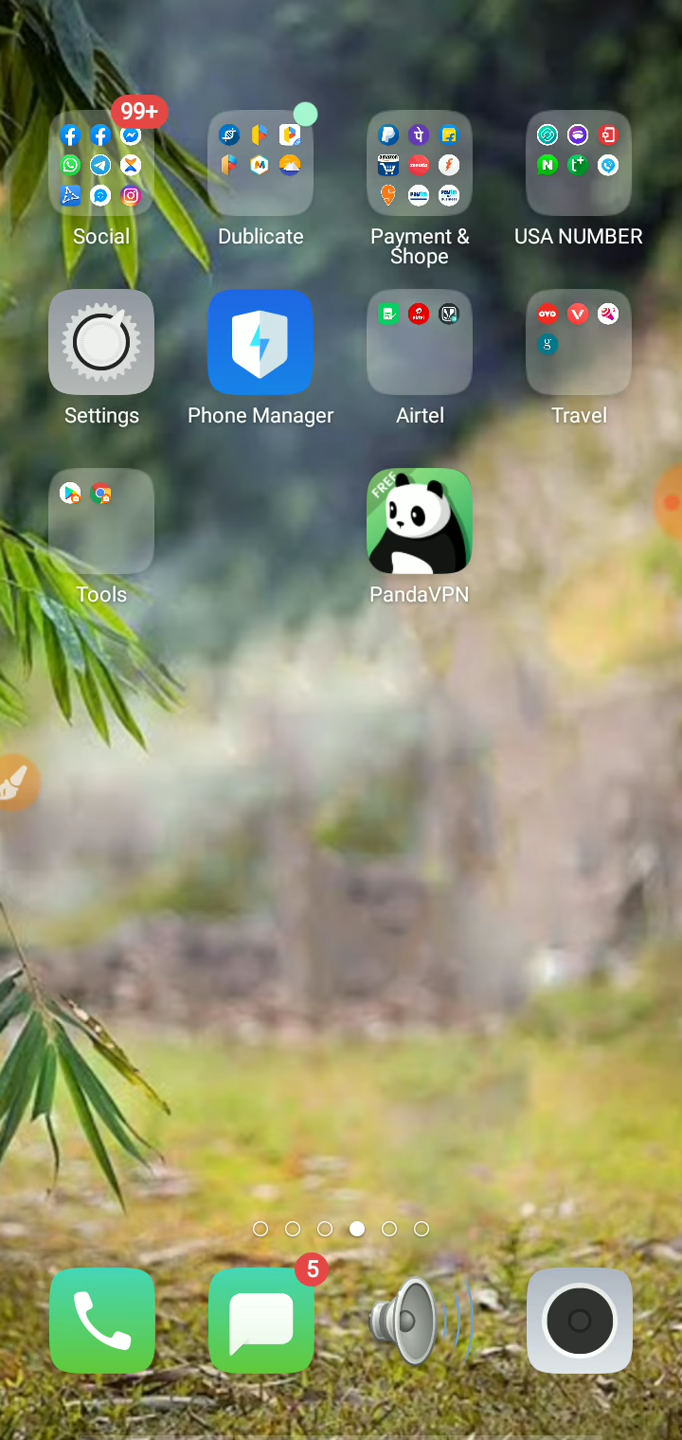 99+
Social
Dublicate
Payment &
Shope
USA NUMBER
Settings
Phone Manager
Airtel
Travel
FREE
Tools
PandaVPN
5